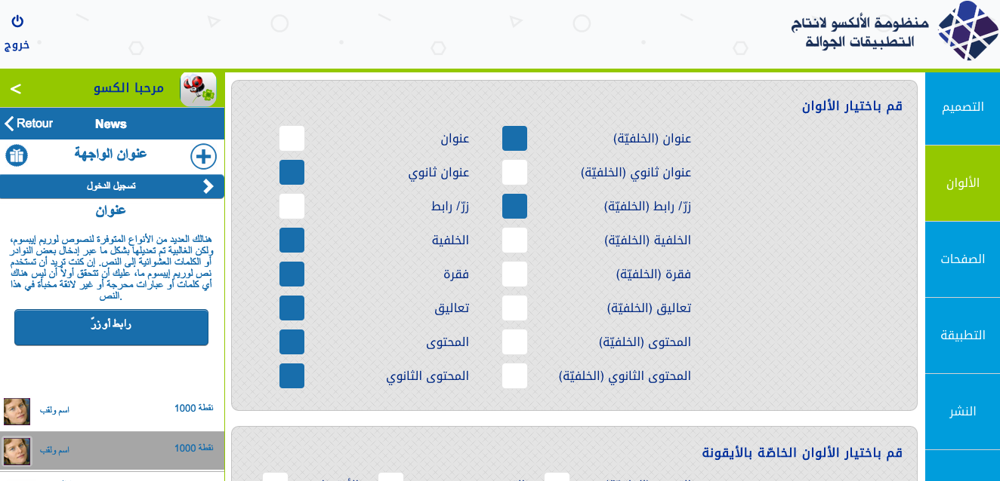 منظومة الألكسو لانتاج
التطبيقات الجوالة
خروج
التصميم
الألوان
الصفحات
التطبيقة
النشر
قم باختيار الألوان
عنوان (الخلفيّة) عنوان
عنوان ثانوي (الخلفيّة) عنوان ثانوي
زرّ/ رابط (الخلفيّة) زرّ/ رابط
الخلفية (الخلفيّة) الخلفية
فقرة (الخلفيّة) فقرة
تعاليق (الخلفيّة) تعاليق
المحتوى (الخلفيّة) المحتوى
المحتوى الثانوي (الخلفيّة) المحتوى الثانوي
قم باختيار الألوان الخاصّة بالأيقونة
مرحبا الكسو >
Retour News
عنوان الواجهة
تسجيل الدخول
عنوان
هنالك العديد من الأنواع المتوفرة لنصوص لوريم إيبسوم،
ولكن الغالبية تم تعديلها بشكل ما عبر إدخال بعض النوادر
أو الكلمات العشوائية إلى النص. إن كنت تريد أن تستخدم
نص لوريم إيبسوم ما، عليك أن تتحقق أولاً أن ليس هناك
أي كلمات أو عبارات محرجة أو غير لائقة مخبأة في هذا
النص.
رابط أو زرّ
نقطة 1000 اسم ولقب
نقطة 1000 اسم ولقب